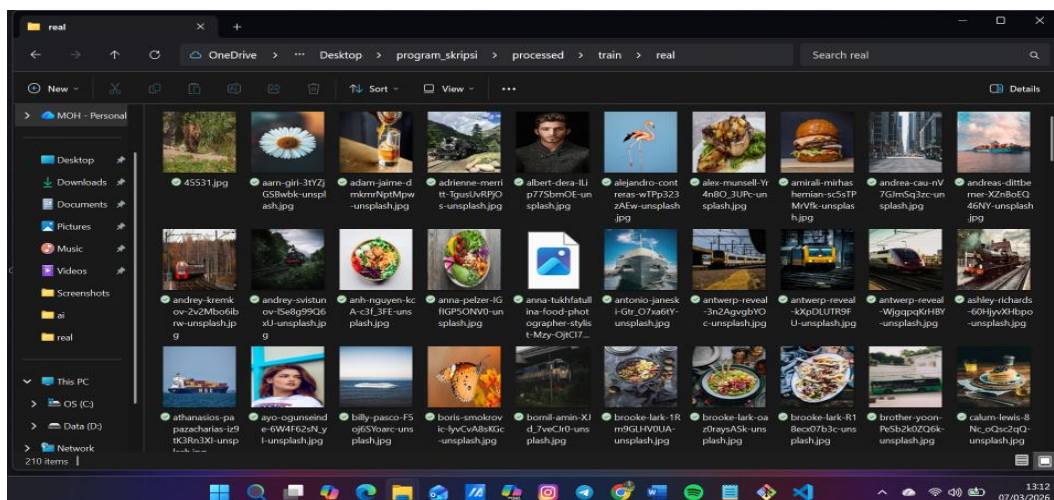 real
OneDrive > ... Desktop > program_skripsi > processed > train > real
Search real
New
Sort
View
Details
MOH - Personal
Desktop
Downloads
Documents
Pictures
Music
Videos
Screenshots
ai
real
This PC
OS (C:)
Data (D:)
Network
45531.jpg
aarn-giri-3tYZj
GSBwbk-unspl
ash.jpg
adam-jaime-d
mkmrNptMpw
-unsplash.jpg
adrienne-merri
tt-TgusIJvRPjO
s-unsplash.jpg
albert-dera-ILi
p77SbmOE-un
splash.jpg
alejandro-cont
reras-wTPp323
zAEw-unsplash
.jpg
alex-munsell-Yr
4n8O_3UPc-un
splash.jpg
amirali-mirhas
hemian-sc5sTP
MrVfk-unsplas
h.jpg
andrea-cau-nV
7GJmSq3zc-un
splash.jpg
andreas-dittbe
rner-XZnBoEQ
46NY-unsplash
.jpg
andrey-kremk
ov-2v2Mbo6ib
rw-unsplash.jp
g
andrey-svistun
ov-lSe8g99Q6
xU-unsplash.jp
g
anh-nguyen-kc
A-c3f_3FE-uns
plash.jpg
anna-pelzer-IG
fIGP5ONV0-un
splash.jpg
anna-tukhfatull
ina-food-phot
ographer-stylis
t-Mzy-OjtCI7...
antonio-janesk
i-Gtr_O7xa6tY-
unsplash.jpg
antwerp-reveal
-3n2AgvgbYO
c-unsplash.jpg
antwerp-reveal
-kXpDLUTR9F
U-unsplash.jpg
antwerp-reveal
-WjgqpqKrHBY
-unsplash.jpg
ashley-richards
-60HjyvXHbpo
-unsplash.jpg
athanasios-pa
pazacharias-iz9
tK3Rn3XI-unsp
lash.jpg
ayo-ogunseind
e-6W4F62sN_y
I-unsplash.jpg
billy-pasco-F5
oj6SYoarc-uns
plash.jpg
boris-smokrov
ic-lyvCvA8sKGc
-unsplash.jpg
bornil-amin-XJ
d_7veCJr0-uns
plash.jpg
brooke-lark-1R
m9GLHV0UA-
unsplash.jpg
brooke-lark-oa
z0raysASk-uns
plash.jpg
brooke-lark-R1
8ecx07b3c-uns
plash.jpg
brother-yoon-
PeSb2k0ZQ6k-
unsplash.jpg
calum-lewis-8
Nc_oQsc2qQ-
unsplash.jpg
210 items
13:12
07/03/2026